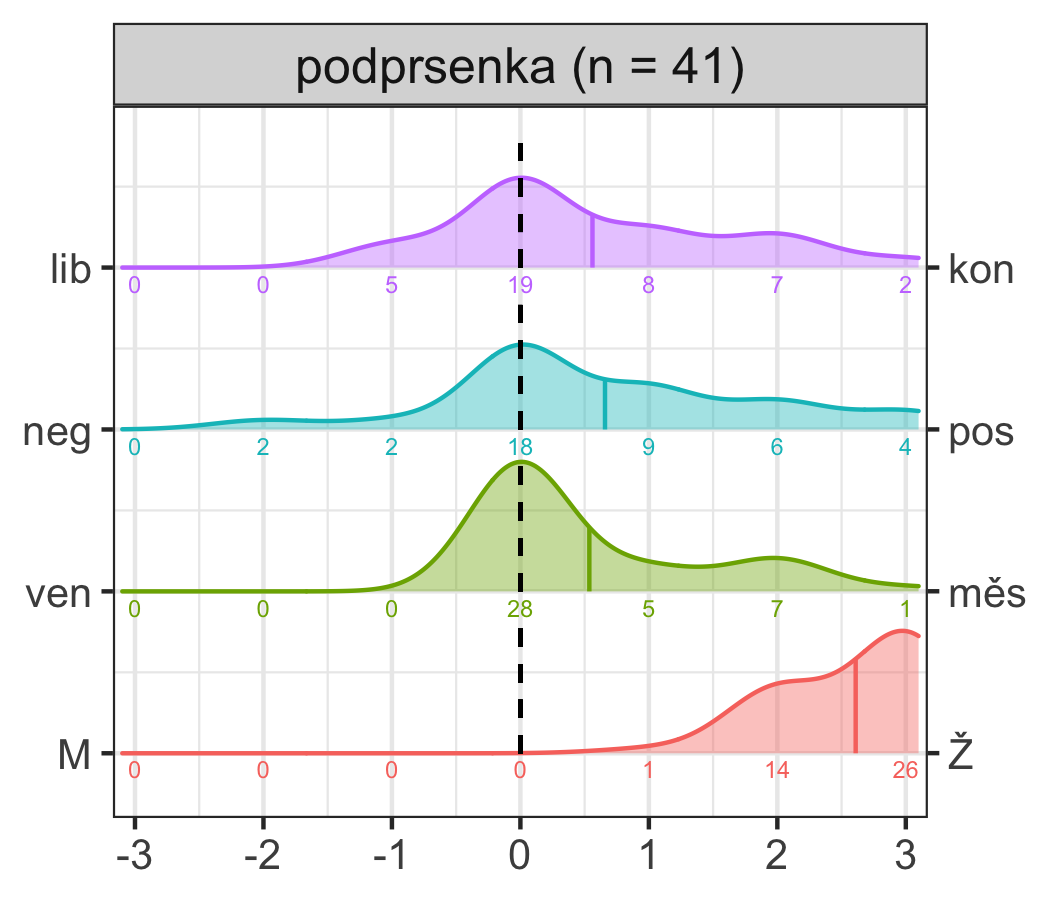 podprsenka (n = 41)
lib kon
0 0 5 19 8 7 2
neg pos
0 2 2 18 9 6 4
ven měs
0 0 0 28 5 7 1
M Ž
0 0 0 0 1 14 26
-3 -2 -1 0 1 2 3